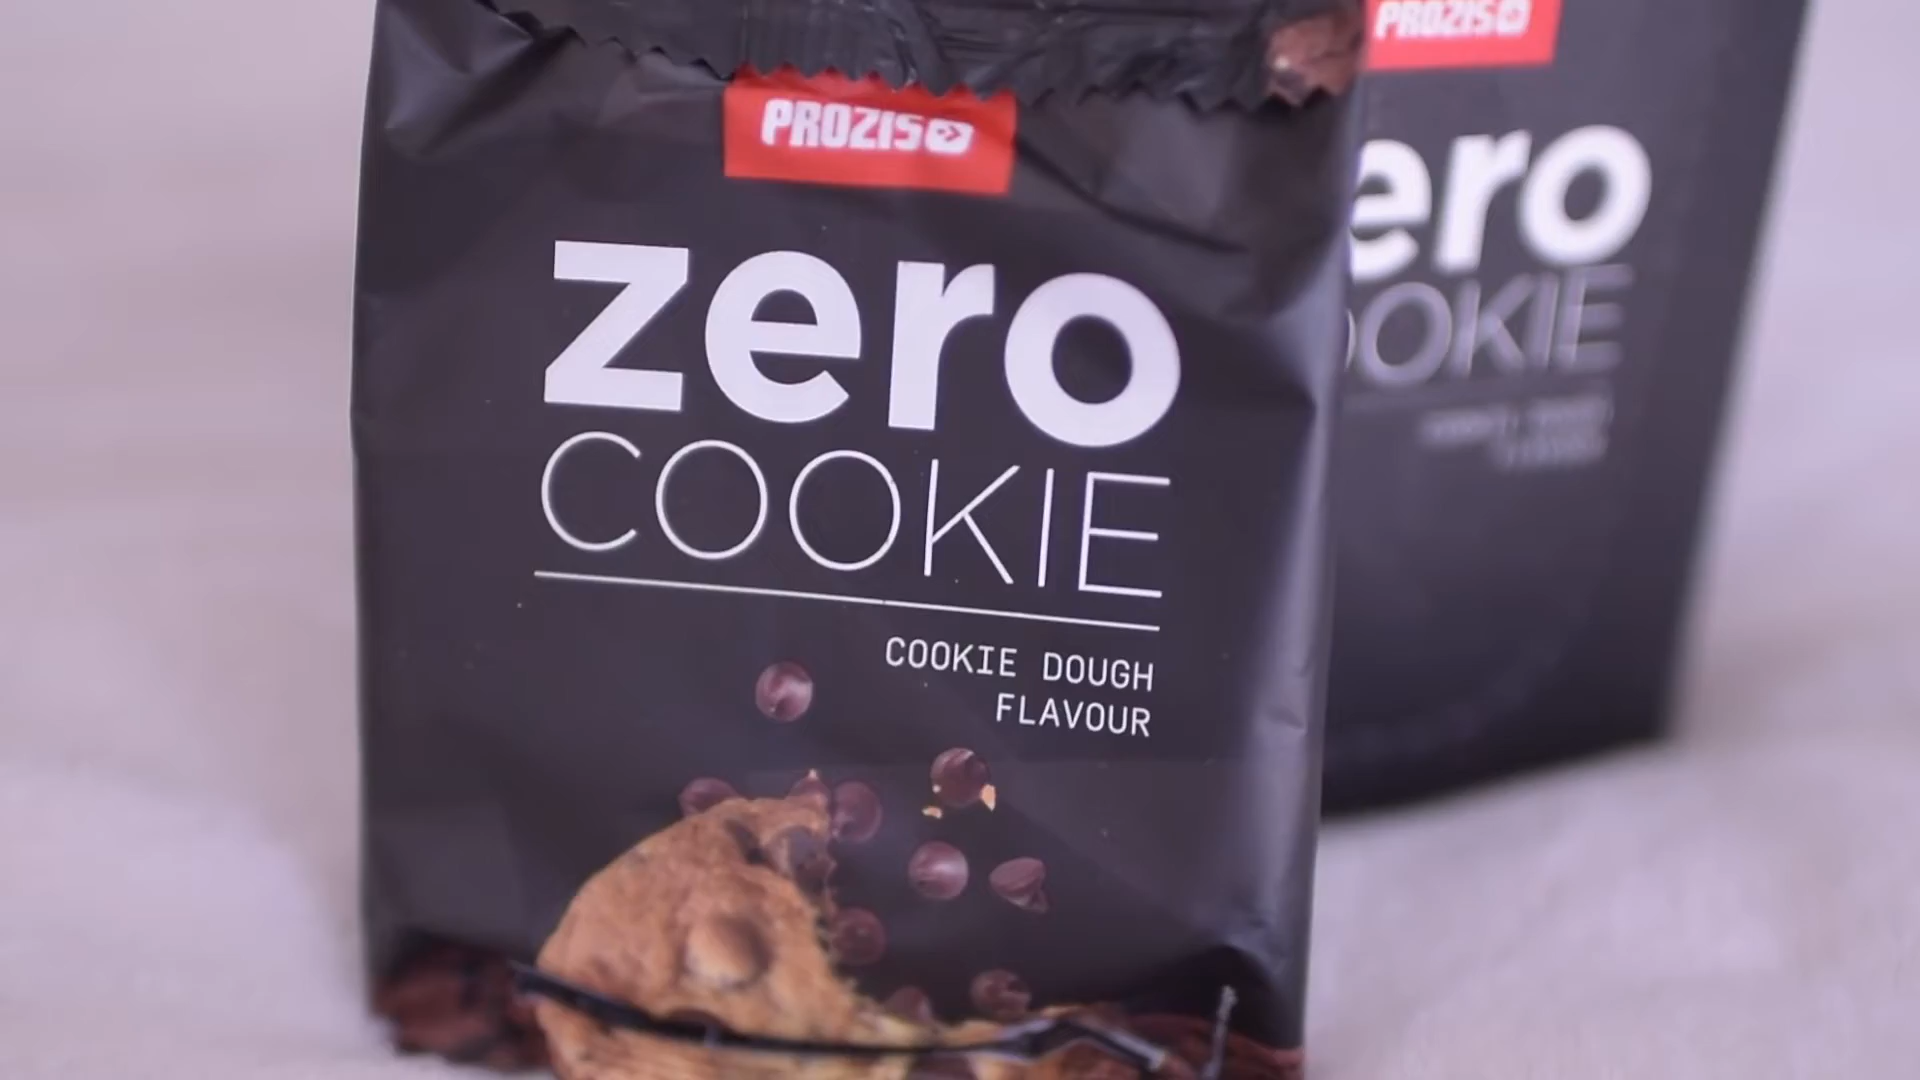 PROZIS
zero
COOKIE
COOKIE DOUGH
FLAVOUR
PROZIS
ero
OOKIE